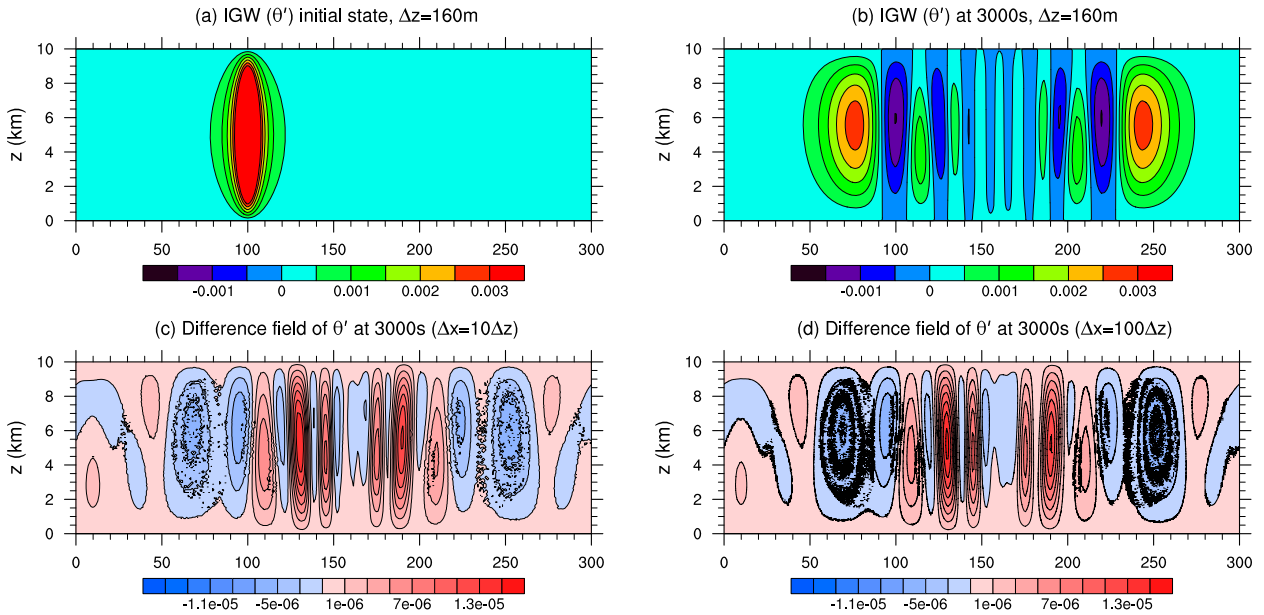 (a) IGW (θ') initial state, Δz=160m
10
8
6
4
2
0
z (km)
0 50 100 150 200 250 300
-0.001 0 0.001 0.002 0.003
(b) IGW (θ') at 3000s, Δz=160m
10
8
6
4
2
0
z (km)
0 50 100 150 200 250 300
-0.001 0 0.001 0.002 0.003
(c) Difference field of θ' at 3000s (Δx=10Δz)
10
8
6
4
2
0
z (km)
0 50 100 150 200 250 300
-1.1e-05 -5e-06 1e-06 7e-06 1.3e-05
(d) Difference field of θ' at 3000s (Δx=100Δz)
10
8
6
4
2
0
z (km)
0 50 100 150 200 250 300
-1.1e-05 -5e-06 1e-06 7e-06 1.3e-05